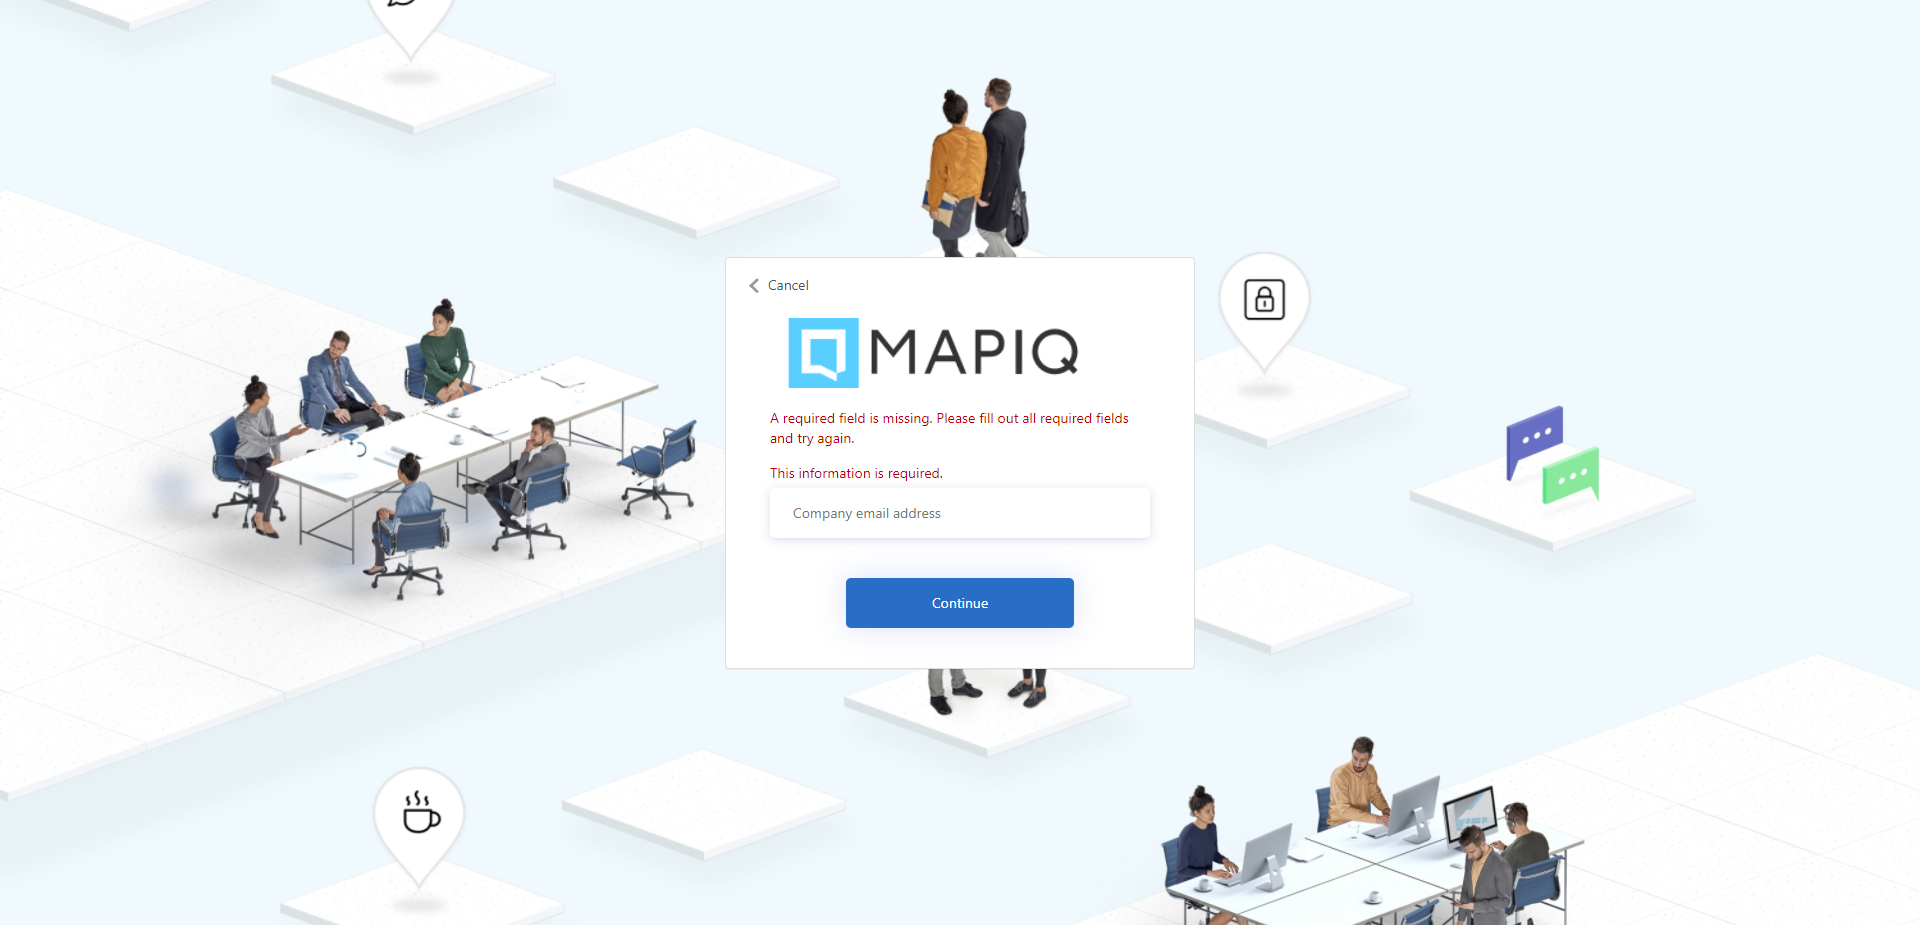 Cancel
MAPIQ
A required field is missing. Please fill out all required fields
and try again.
This information is required.
Company email address
Continue